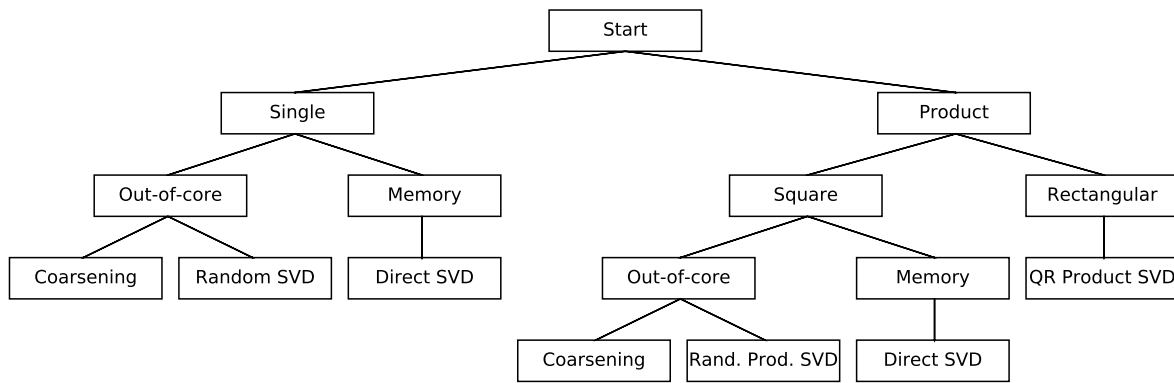 Start
Single
Product
Out-of-core
Memory
Square
Rectangular
Coarsening
Random SVD
Direct SVD
Out-of-core
Memory
QR Product SVD
Coarsening
Rand. Prod. SVD
Direct SVD